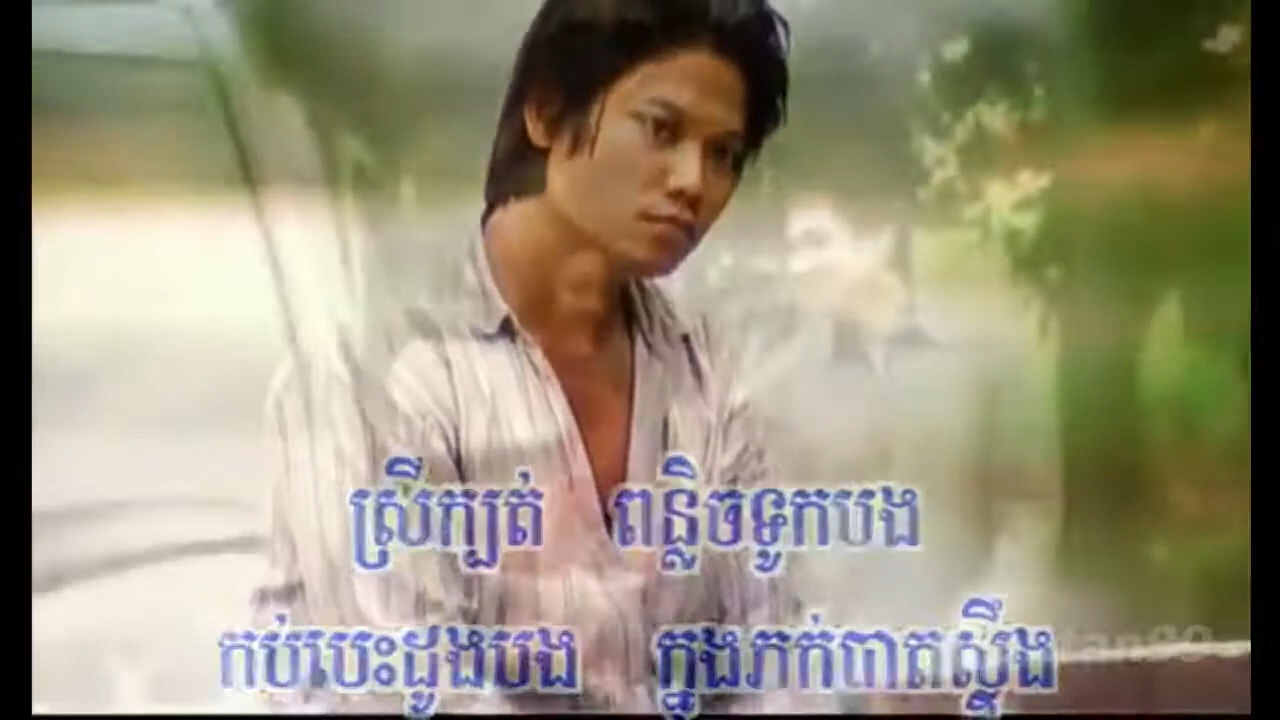 ស្រីក្បត់ ពន្លិចទូកបង
កប់បេះដូងបង ក្នុងភក់បាតស្ទឹង